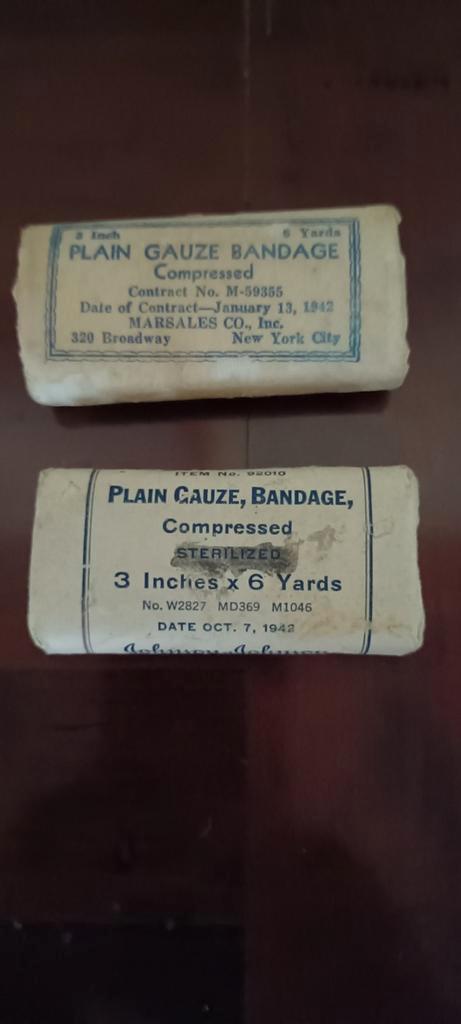 3 Inch 6 Yards
PLAIN GAUZE BANDAGE
Compressed
Contract No. M-59355
Date of Contract—January 13, 1942
MARSALES CO., Inc.
320 Broadway New York City
ITEM No. 92010
PLAIN GAUZE, BANDAGE,
Compressed
STERILIZED
3 Inches x 6 Yards
No. W2827 MD369 M1046
DATE OCT. 7, 1942
Johnson & Johnson